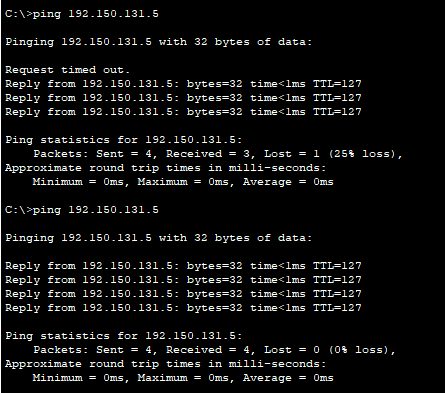 C:\>ping 192.150.131.5
Pinging 192.150.131.5 with 32 bytes of data:
Request timed out.
Reply from 192.150.131.5: bytes=32 time<1ms TTL=127
Reply from 192.150.131.5: bytes=32 time<1ms TTL=127
Reply from 192.150.131.5: bytes=32 time<1ms TTL=127
Ping statistics for 192.150.131.5:
    Packets: Sent = 4, Received = 3, Lost = 1 (25% loss),
Approximate round trip times in milli-seconds:
    Minimum = 0ms, Maximum = 0ms, Average = 0ms
C:\>ping 192.150.131.5
Pinging 192.150.131.5 with 32 bytes of data:
Reply from 192.150.131.5: bytes=32 time<1ms TTL=127
Reply from 192.150.131.5: bytes=32 time<1ms TTL=127
Reply from 192.150.131.5: bytes=32 time<1ms TTL=127
Reply from 192.150.131.5: bytes=32 time<1ms TTL=127
Ping statistics for 192.150.131.5:
    Packets: Sent = 4, Received = 4, Lost = 0 (0% loss),
Approximate round trip times in milli-seconds:
    Minimum = 0ms, Maximum = 0ms, Average = 0ms